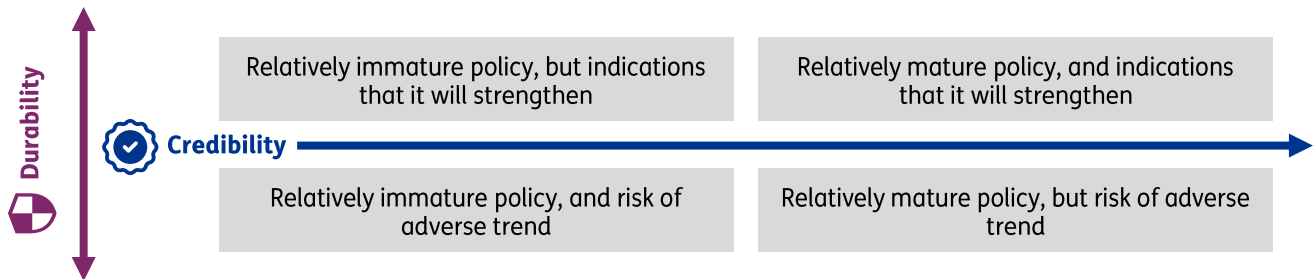 Durability
Relatively immature policy, but indications
that it will strengthen
Relatively mature policy, and indications
that it will strengthen
Credibility
Relatively immature policy, and risk of
adverse trend
Relatively mature policy, but risk of adverse
trend